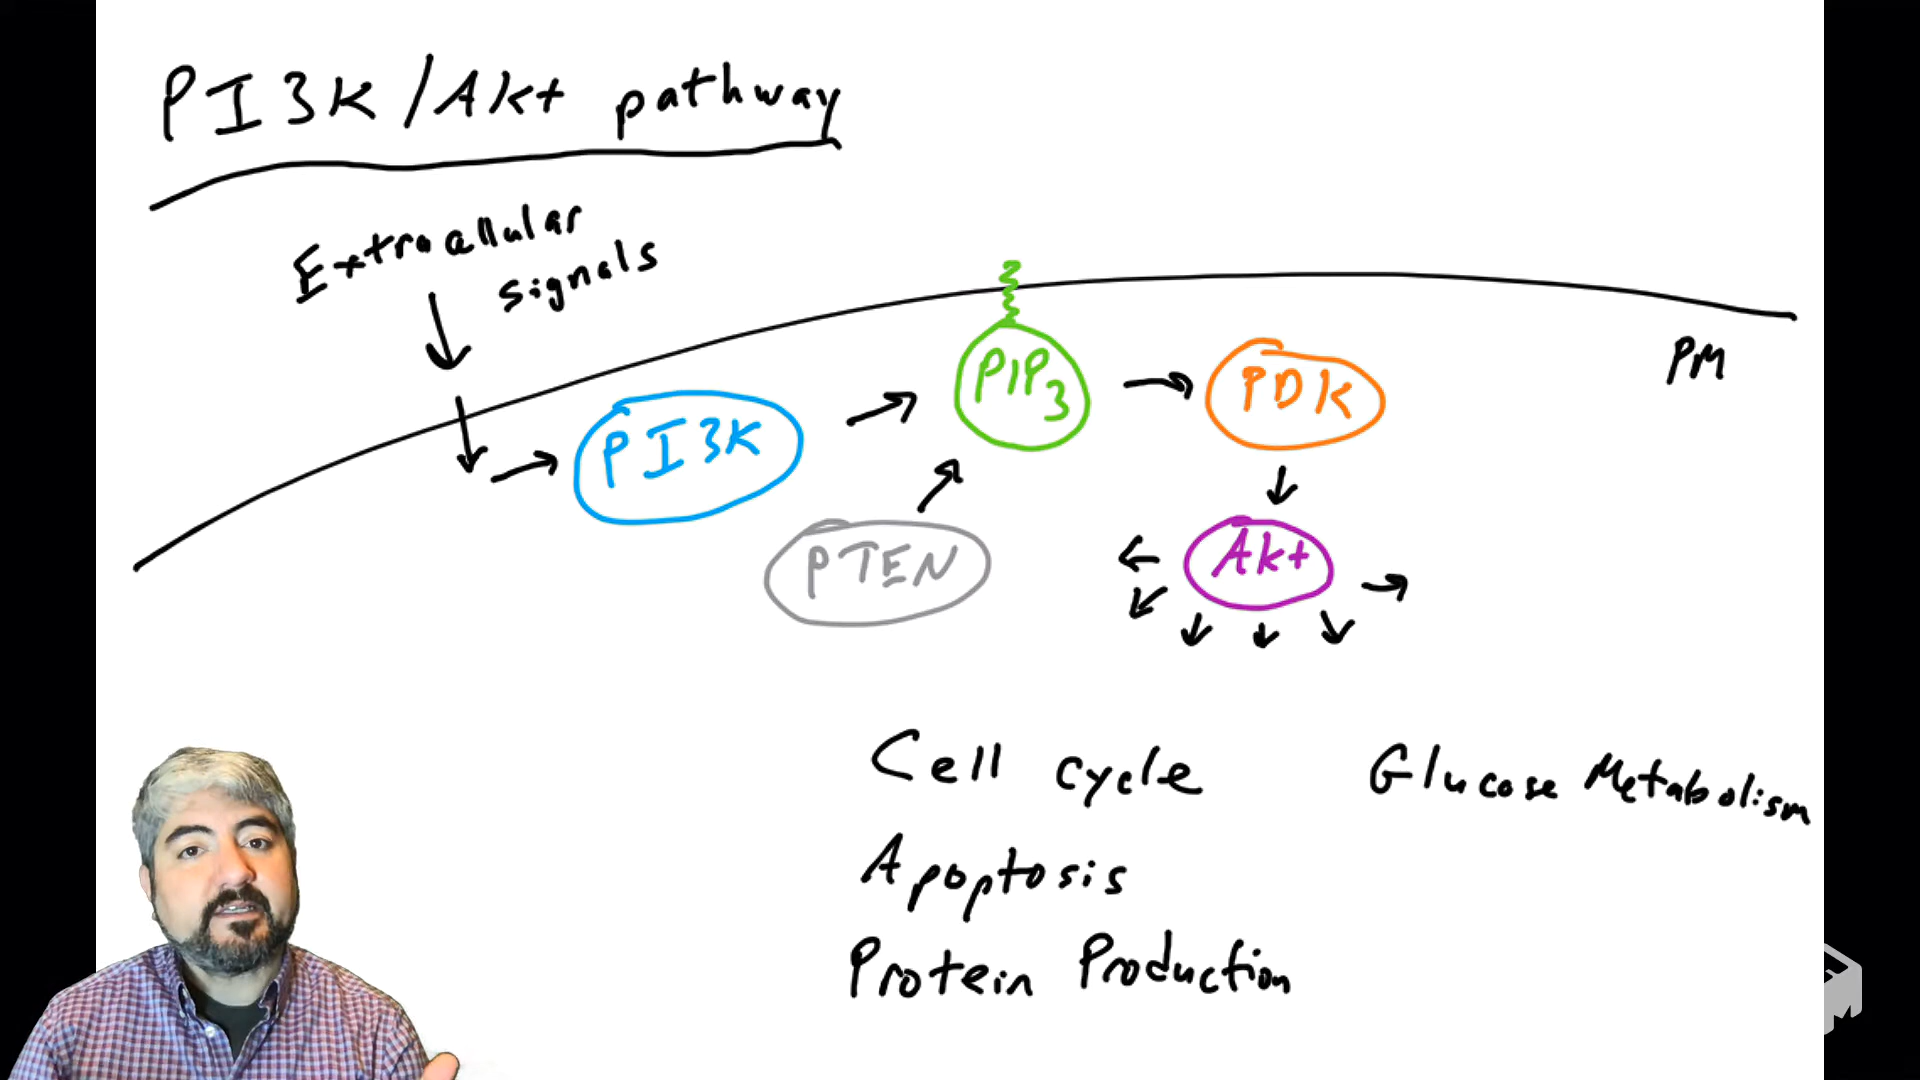 PI3K/Akt pathway
Extracellular
signals
PIP3
PDK
PM
PI3K
PTEN
Akt
Cell cycle
Glucose Metabolism
Apoptosis
Protein Production